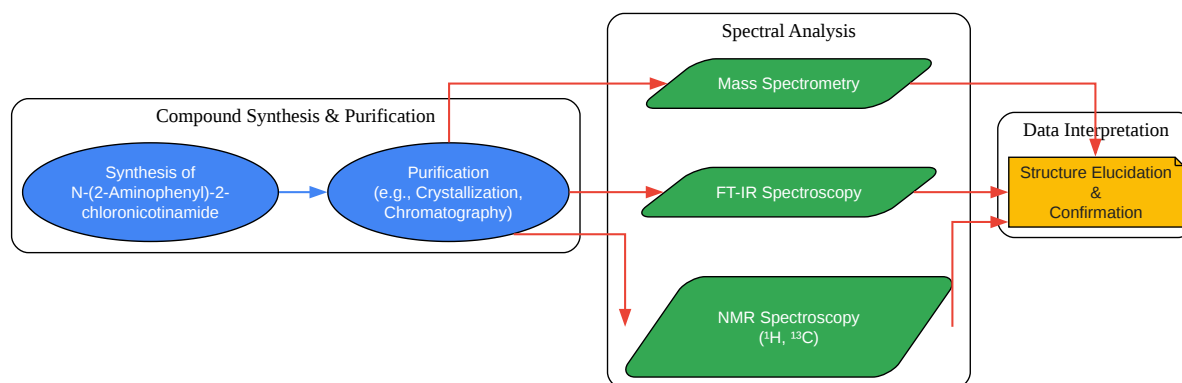 Compound Synthesis & Purification
Synthesis of
N-(2-Aminophenyl)-2-
chloronicotinamide
Purification
(e.g., Crystallization,
Chromatography)
Spectral Analysis
Mass Spectrometry
FT-IR Spectroscopy
NMR Spectroscopy
(¹H, ¹³C)
Data Interpretation
Structure Elucidation
&
Confirmation